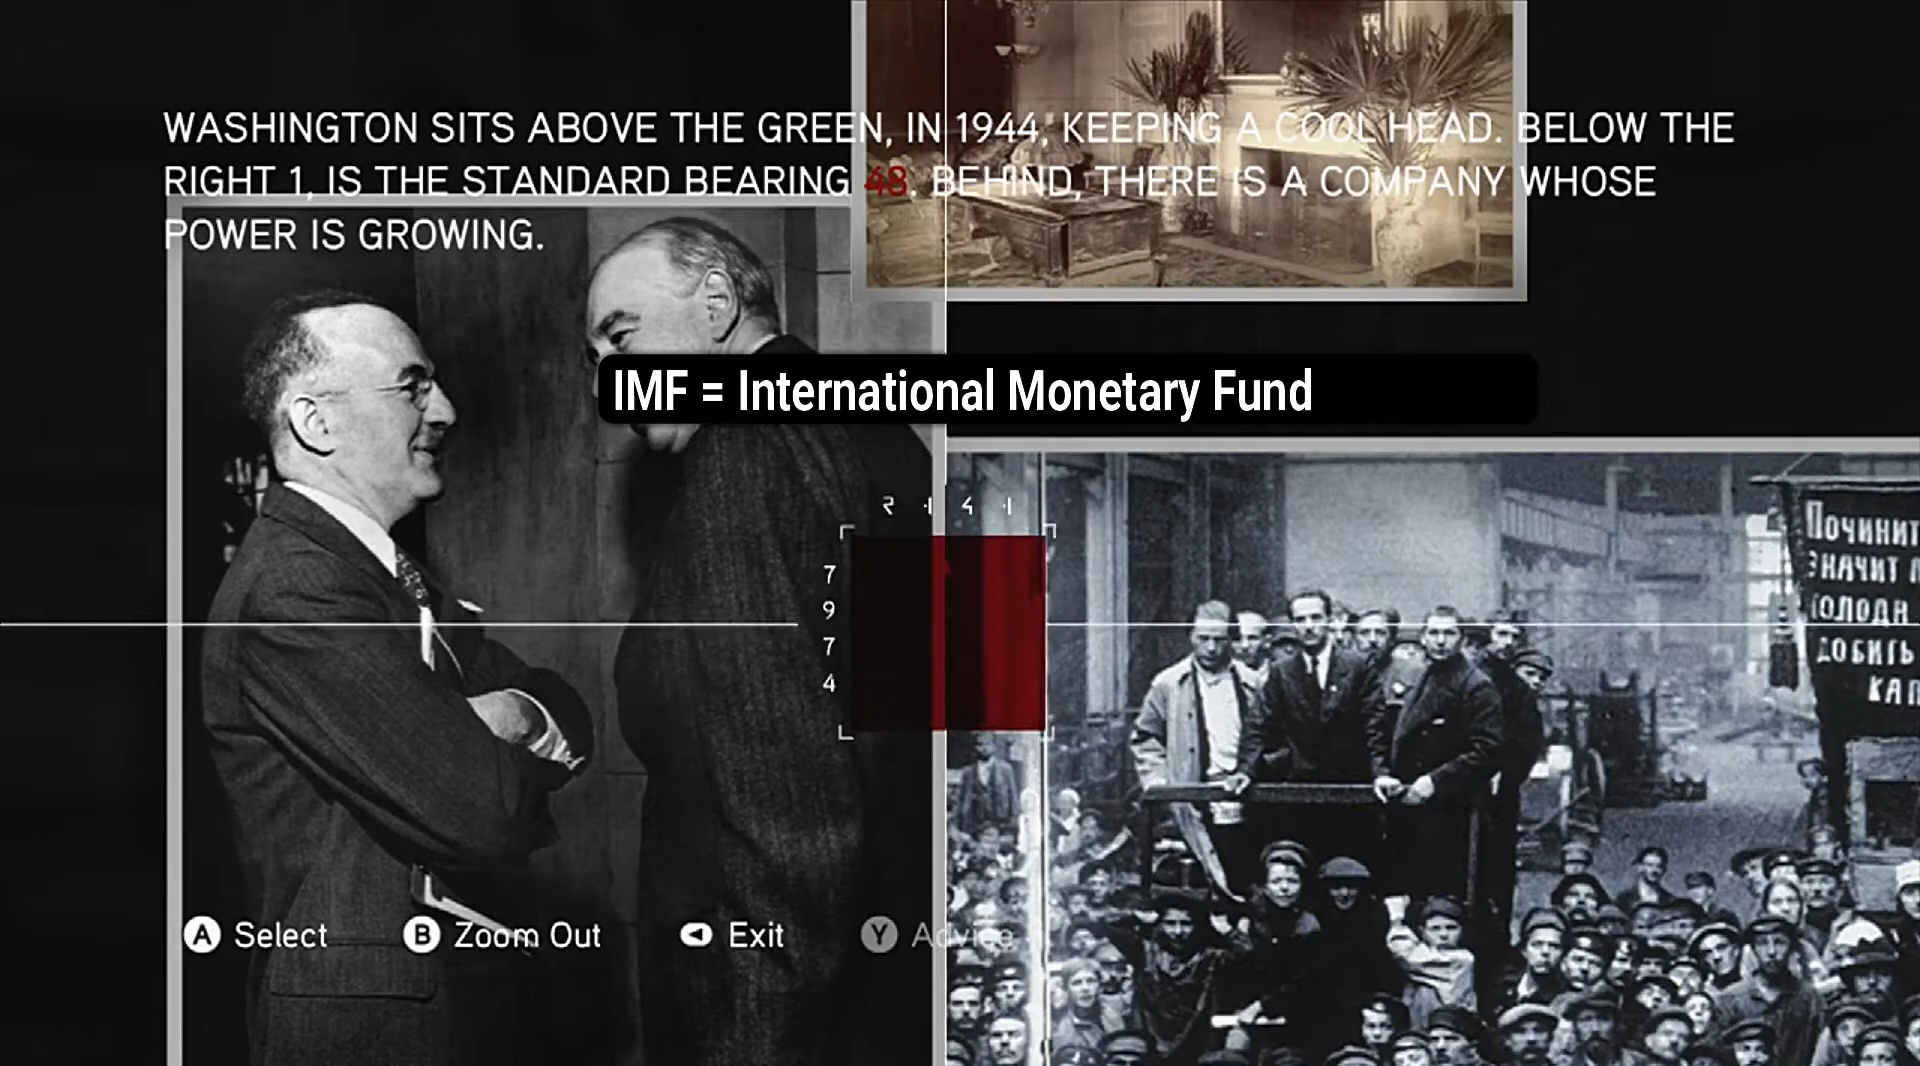 WASHINGTON SITS ABOVE THE GREEN, IN 1944, KEEPING A COOL HEAD. BELOW THE
RIGHT 1, IS THE STANDARD BEARING 48. BEHIND, THERE IS A COMPANY WHOSE
POWER IS GROWING.
IMF = International Monetary Fund
7
9
7
4
ПОЧИНИТ
ЗНАЧИТ
ДОБИТЬ
A Select
B Zoom Out
Exit
Y Advice